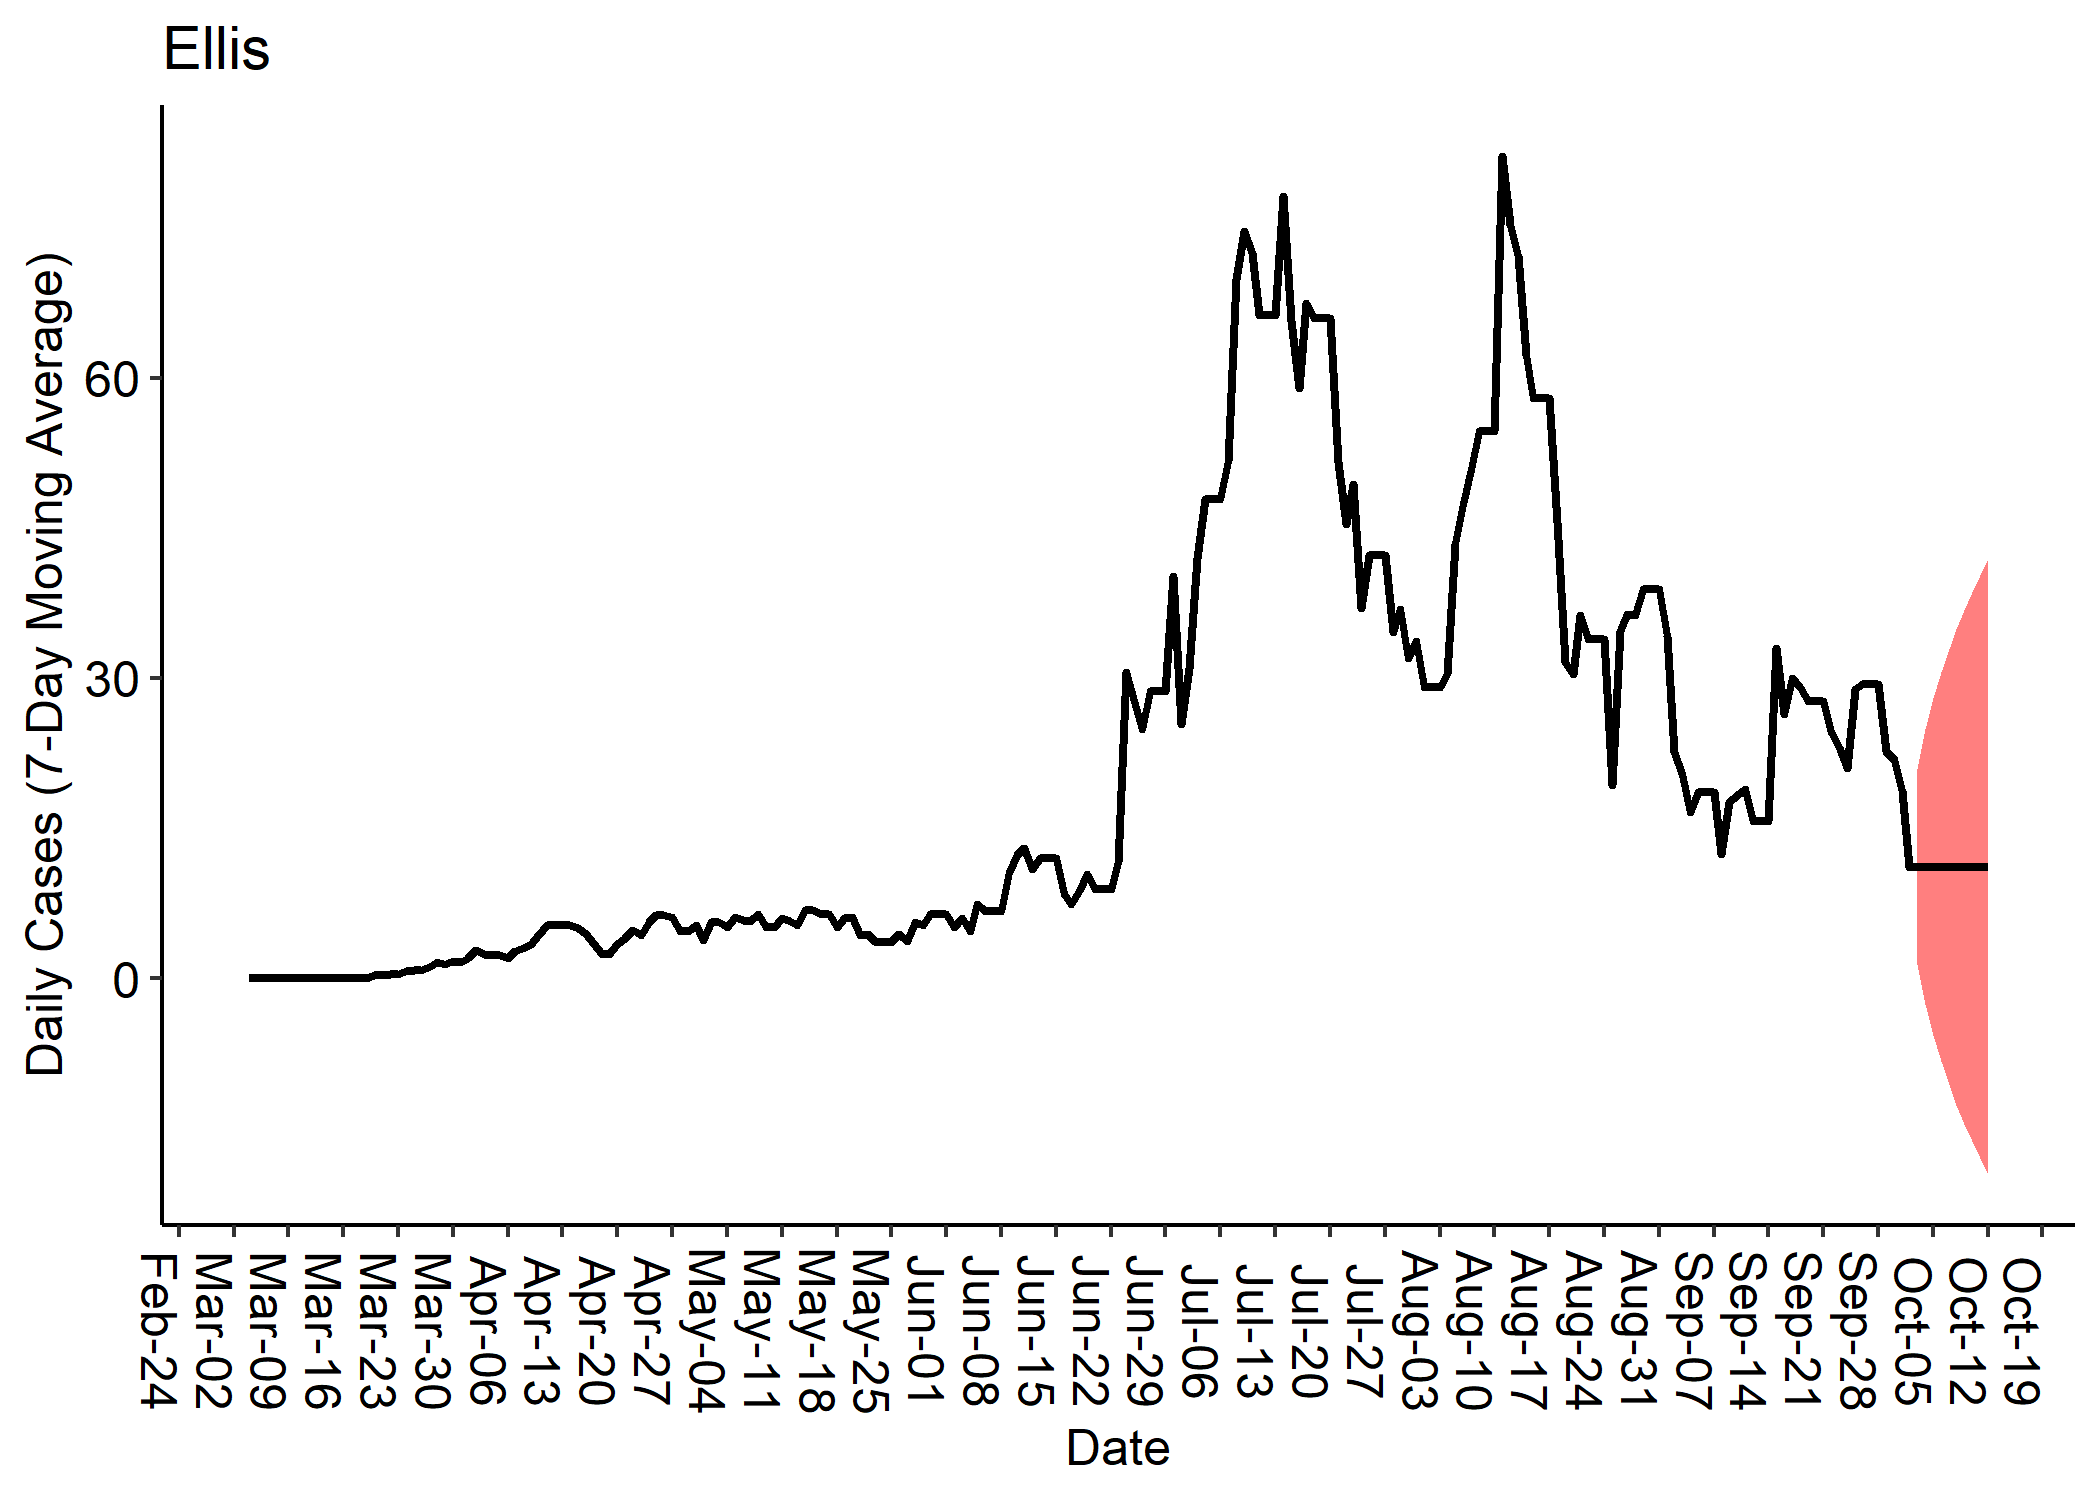 Ellis
Daily Cases (7-Day Moving Average)
60
30
0
Feb-24
Mar-02
Mar-09
Mar-16
Mar-23
Mar-30
Apr-06
Apr-13
Apr-20
Apr-27
May-04
May-11
May-18
May-25
Jun-01
Jun-08
Jun-15
Jun-22
Jun-29
Jul-06
Jul-13
Jul-20
Jul-27
Aug-03
Aug-10
Aug-17
Aug-24
Aug-31
Sep-07
Sep-14
Sep-21
Sep-28
Oct-05
Oct-12
Oct-19
Date